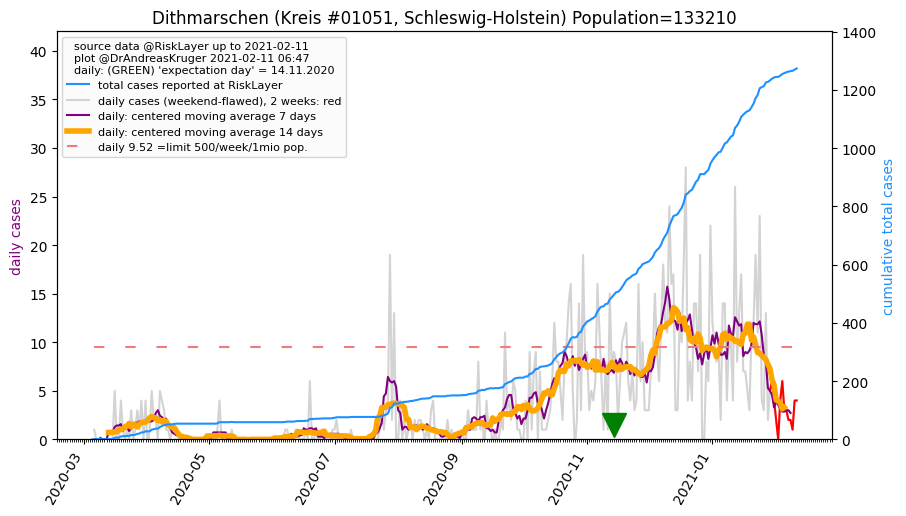 Dithmarschen (Kreis #01051, Schleswig-Holstein) Population=133210
source data @RiskLayer up to 2021-02-11
plot @DrAndreasKruger 2021-02-11 06:47
daily: (GREEN) 'expectation day' = 14.11.2020
total cases reported at RiskLayer
daily cases (weekend-flawed), 2 weeks: red
daily: centered moving average 7 days
daily: centered moving average 14 days
daily 9.52 =limit 500/week/1mio pop.
daily cases
40
35
30
25
20
15
10
5
0
1400
1200
1000
800
600
400
200
0
cumulative total cases
2020-03
2020-05
2020-07
2020-09
2020-11
2021-01